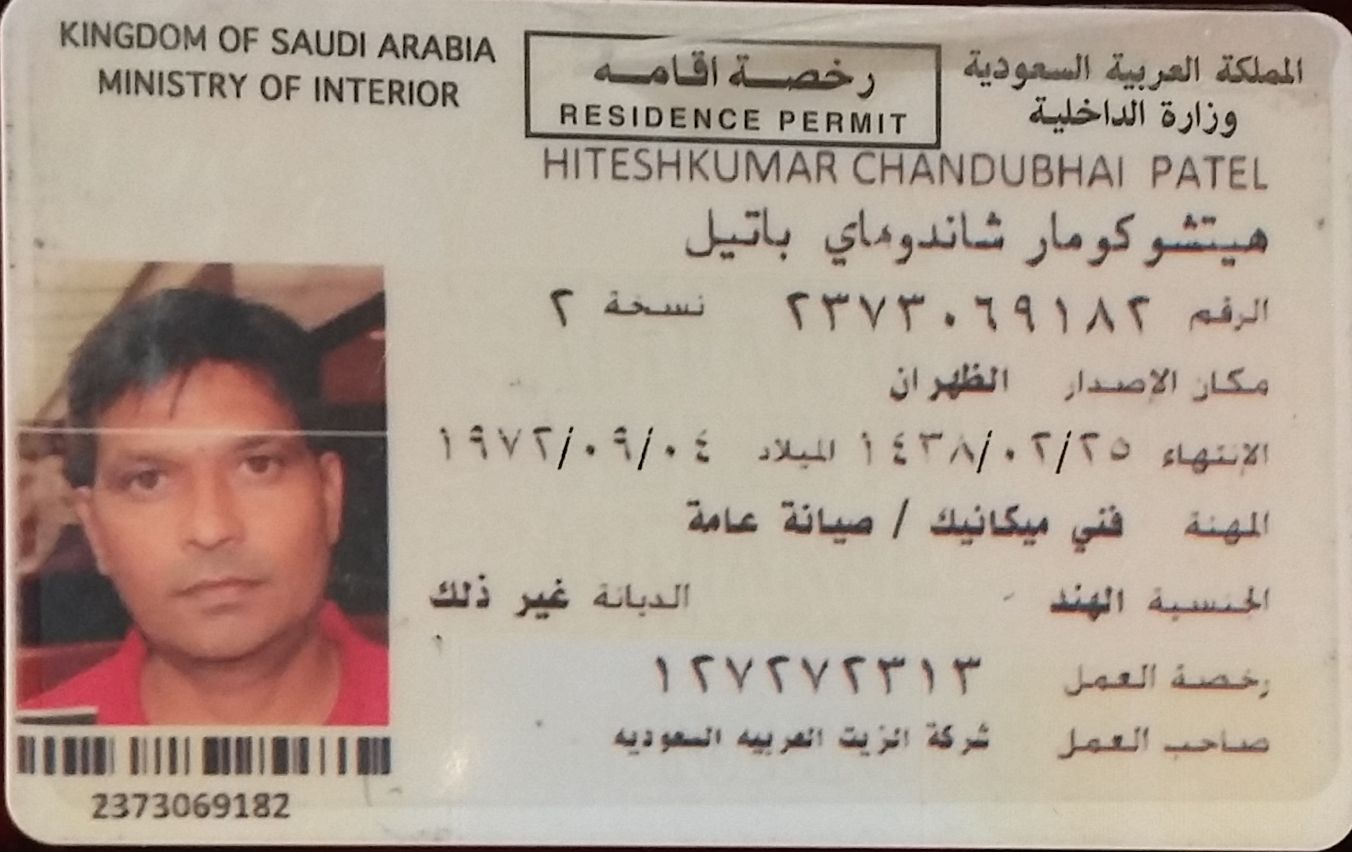 KINGDOM OF SAUDI ARABIA
MINISTRY OF INTERIOR
رخصة اقامه
RESIDENCE PERMIT
المملكة العربية السعودية
وزارة الداخلية
HITESHKUMAR CHANDUBHAI PATEL
هيتشو كومار شاندوماي باتيل
الرقم ٢٣٧٣٠٦٩١٨٢ نسخة ٢
مكان الإصدار الظهران
الإنتهاء ١٤٣٨/٠٢/٢٥ الميلاد ١٩٧٢/٠٩/٠٤
المهنة فني ميكانيك / صيانة عامة
الجنسية الهند الديانة غير ذلك
رخصة العمل ١٢٧٢٧٢٣١٣
صاحب العمل شركة الزيت العربيه السعوديه
2373069182